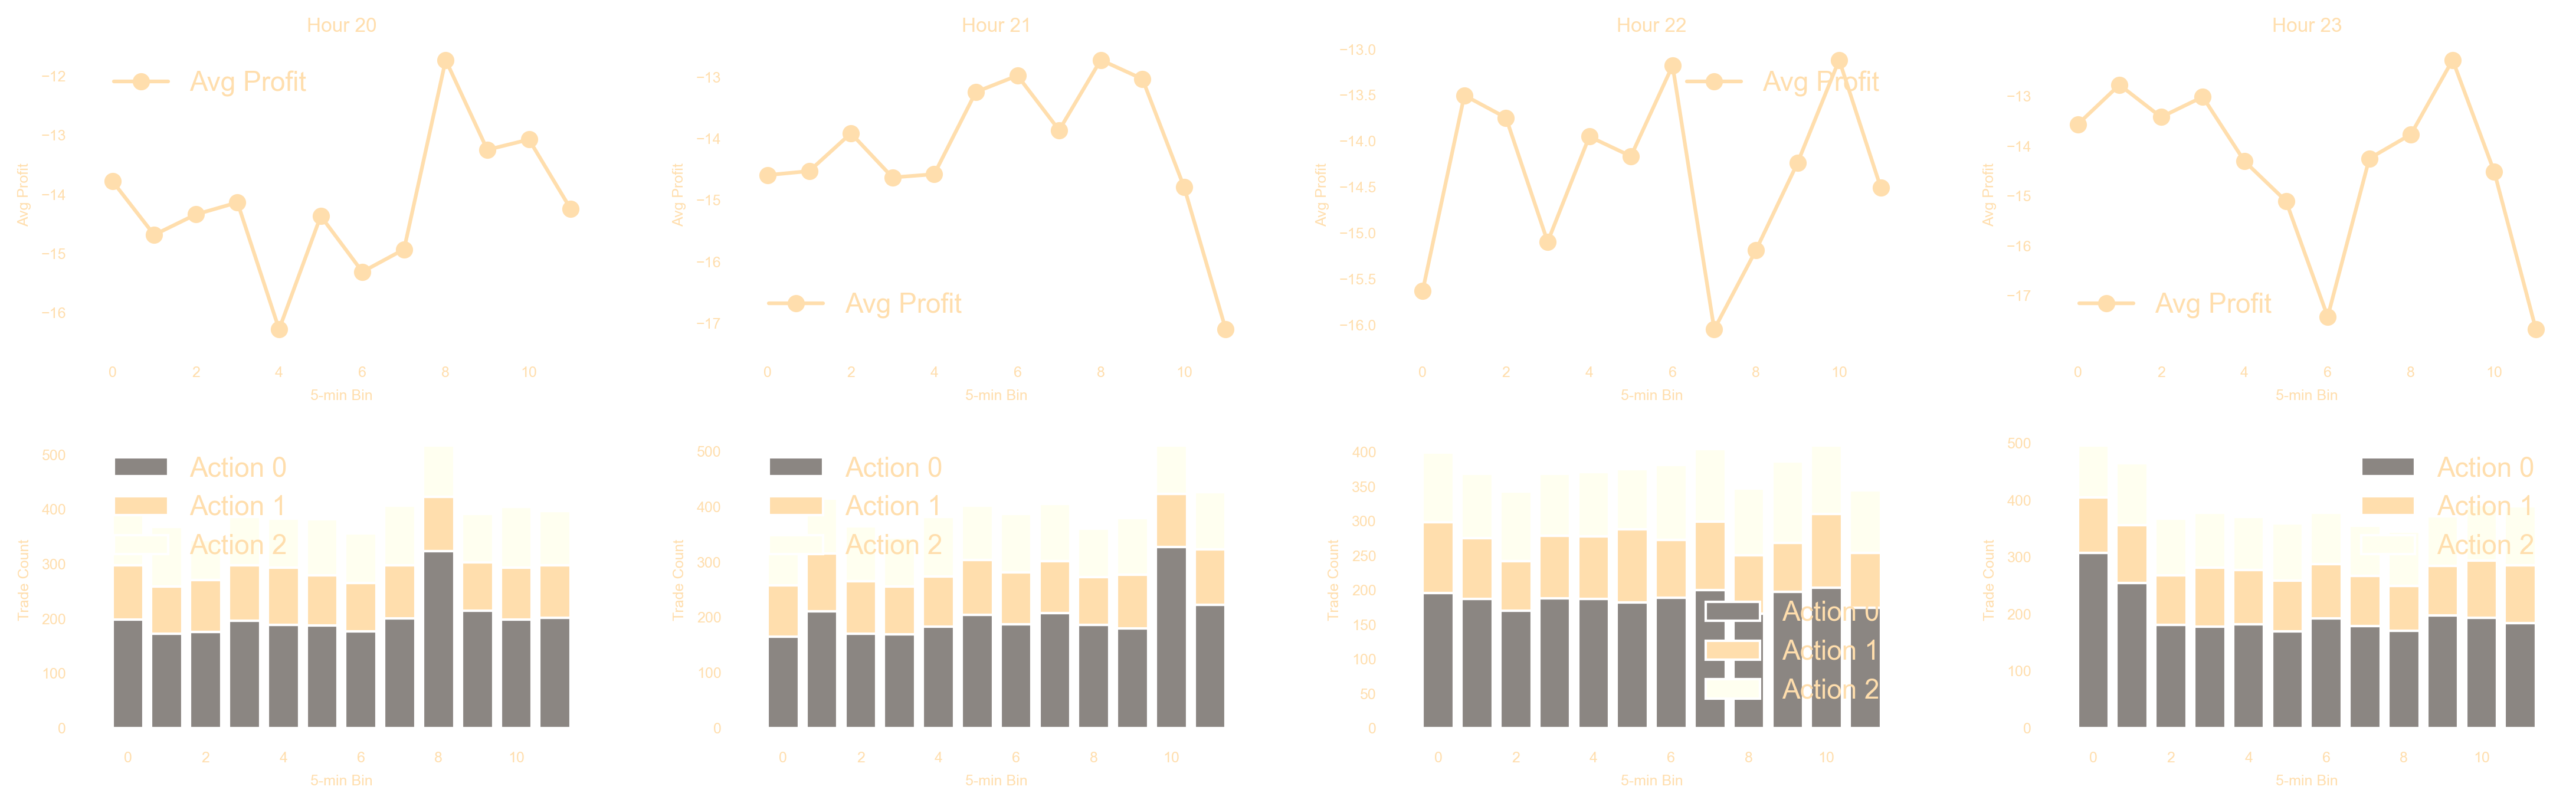 Hour 20
−12
−13
−14
−15
−16
Avg Profit
Avg Profit
0 2 4 6 8 10
5-min Bin
Hour 21
−13
−14
−15
−16
−17
Avg Profit
Avg Profit
0 2 4 6 8 10
5-min Bin
Hour 22
−13.0
−13.5
−14.0
−14.5
−15.0
−15.5
−16.0
Avg Profit
Avg Profit
0 2 4 6 8 10
5-min Bin
Hour 23
−13
−14
−15
−16
−17
Avg Profit
Avg Profit
0 2 4 6 8 10
5-min Bin
500
400
300
200
100
0
Trade Count
Action 0
Action 1
Action 2
0 2 4 6 8 10
5-min Bin
500
400
300
200
100
0
Trade Count
Action 0
Action 1
Action 2
0 2 4 6 8 10
5-min Bin
400
350
300
250
200
150
100
50
0
Trade Count
Action 0
Action 1
Action 2
0 2 4 6 8 10
5-min Bin
500
400
300
200
100
0
Trade Count
Action 0
Action 1
Action 2
0 2 4 6 8 10
5-min Bin